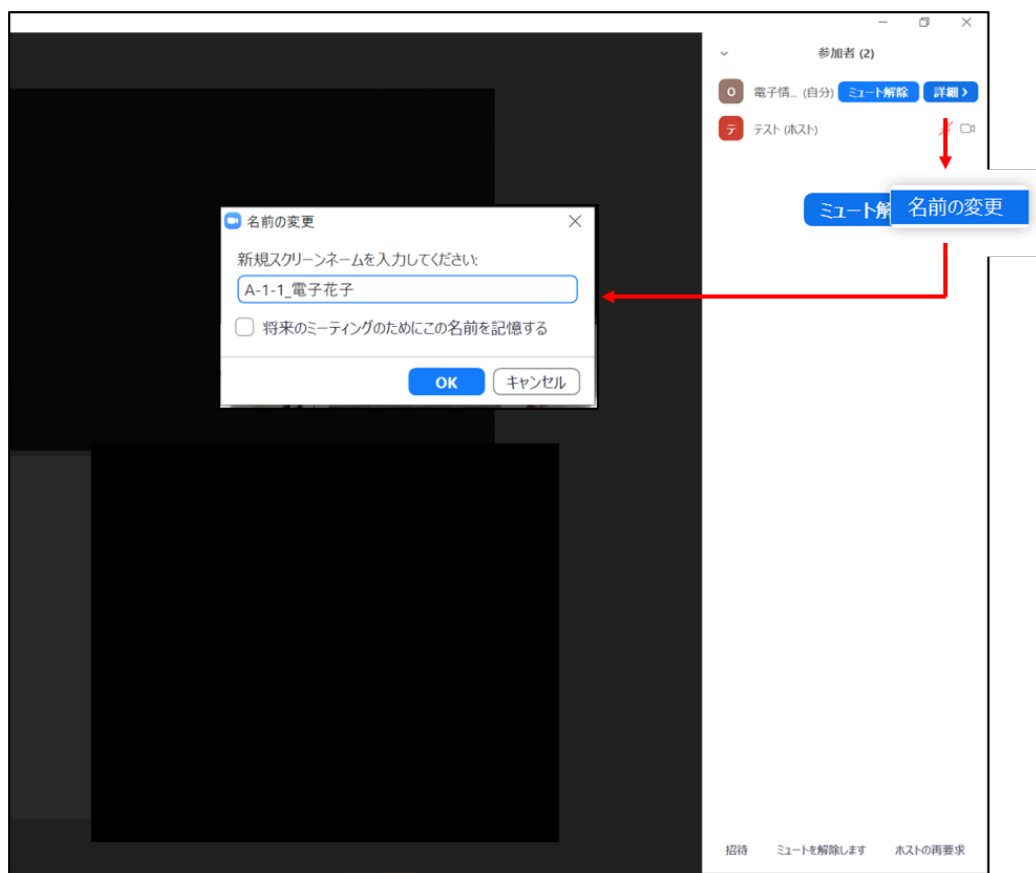 参加者 (2)
O 電子情... (自分) ミュート解除 詳細 >
テ テスト (ホスト)
ミュート解 名前の変更
名前の変更
新規スクリーンネームを入力してください:
A-1-1_電子花子
将来のミーティングのためにこの名前を記憶する
OK キャンセル
招待 ミュートを解除します ホストの再要求